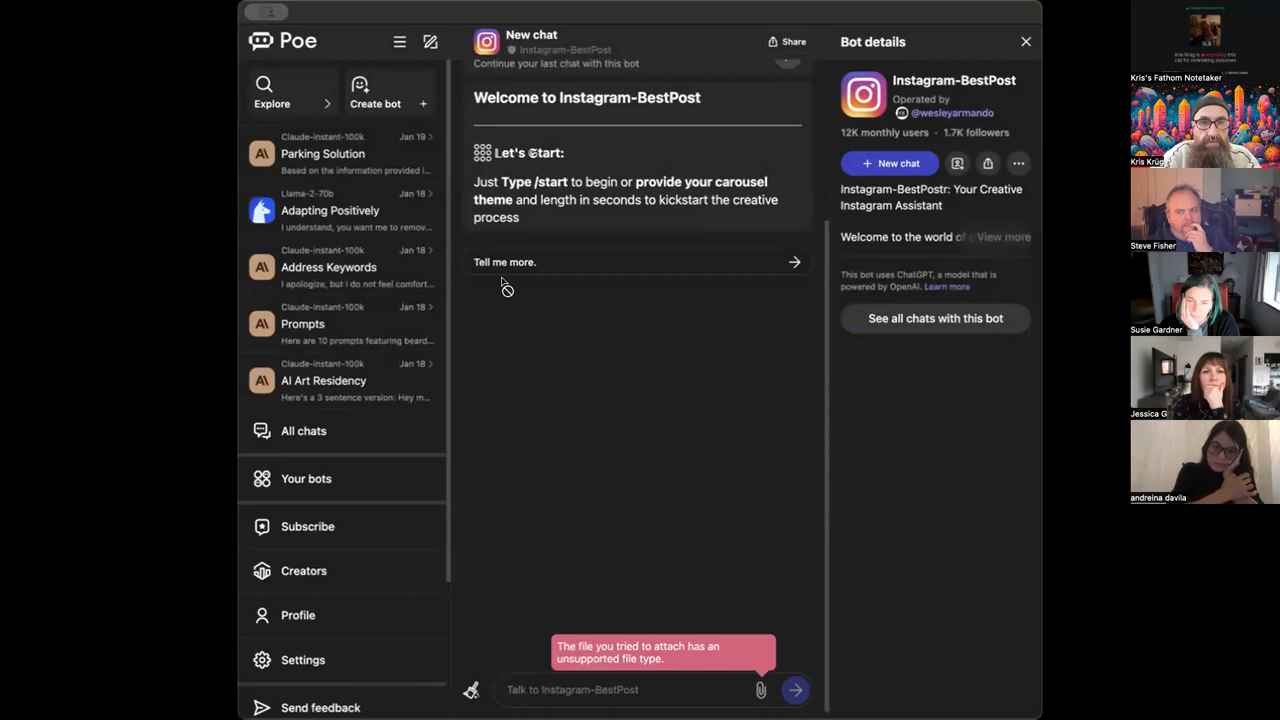 Poe
Explore
Create bot
Claude-instant-100k
Jan 19
Parking Solution
Based on the information provided i...
Llama-2-70b
Jan 18
Adapting Positively
I understand, you want me to remov...
Claude-instant-100k
Jan 18
Address Keywords
I apologize, but I do not feel comfort...
Claude-instant-100k
Jan 18
Prompts
Here are 10 prompts featuring beard...
Claude-instant-100k
Jan 18
AI Art Residency
Here's a 3 sentence version: Hey m...
All chats
Your bots
Subscribe
Creators
Profile
Settings
Send feedback
New chat
Instagram-BestPost
Share
Continue your last chat with this bot
Welcome to Instagram-BestPost
Let's Start:
Just Type /start to begin or provide your carousel
theme and length in seconds to kickstart the creative
process
Tell me more.
The file you tried to attach has an
unsupported file type.
Talk to Instagram-BestPost
Bot details
Instagram-BestPost
Operated by
@wesleyarmando
12K monthly users • 1.7K followers
New chat
Instagram-BestPostr: Your Creative
Instagram Assistant
Welcome to the world of
View more
This bot uses ChatGPT, a model that is
powered by OpenAI. Learn more
See all chats with this bot
Kris's Fathom Notetaker
Kris Krüg
Steve Fisher
Susie Gardner
Jessica G
andreina davila